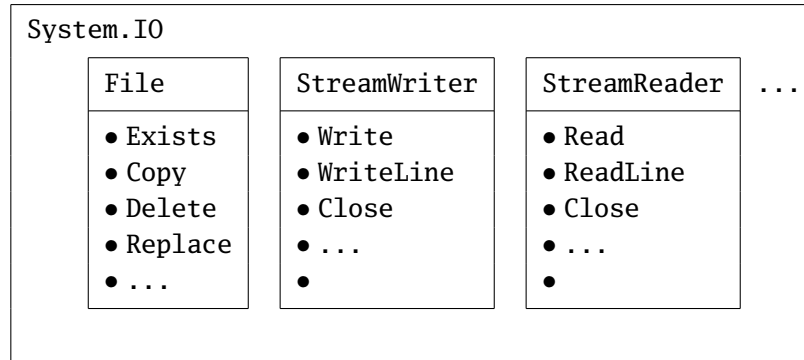 System.IO
File
• Exists
• Copy
• Delete
• Replace
• ...
StreamWriter
• Write
• WriteLine
• Close
• ...
•
StreamReader
• Read
• ReadLine
• Close
• ...
•
...